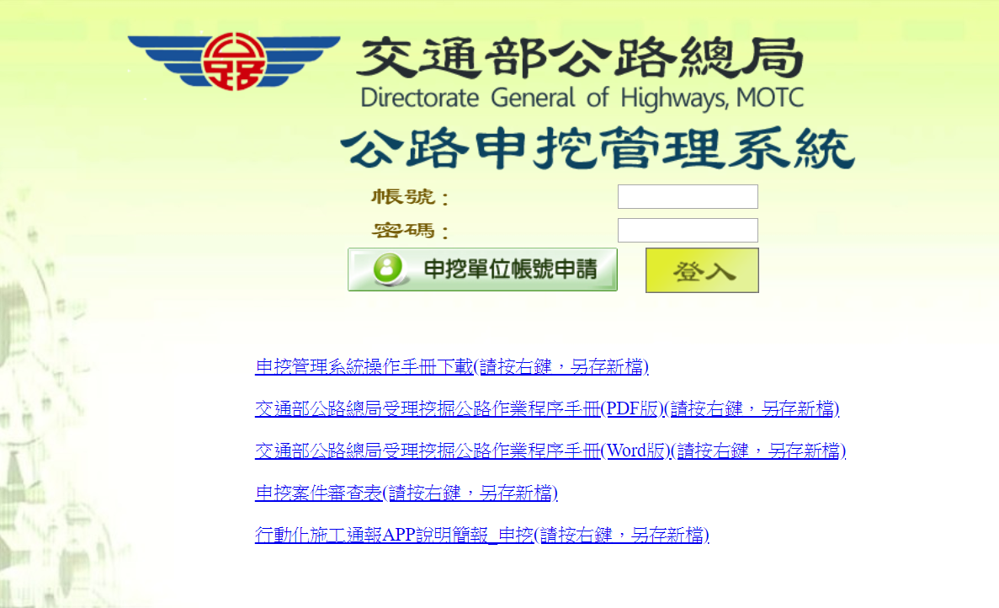 交通部公路總局
Directorate General of Highways, MOTC
公路申挖管理系統
帳號：
密碼：
申挖單位帳號申請
登入
申挖管理系統操作手冊下載(請按右鍵，另存新檔)
交通部公路總局受理挖掘公路作業程序手冊(PDF版)(請按右鍵，另存新檔)
交通部公路總局受理挖掘公路作業程序手冊(Word版)(請按右鍵，另存新檔)
申挖案件審查表(請按右鍵，另存新檔)
行動化施工通報APP說明簡報_申挖(請按右鍵，另存新檔)